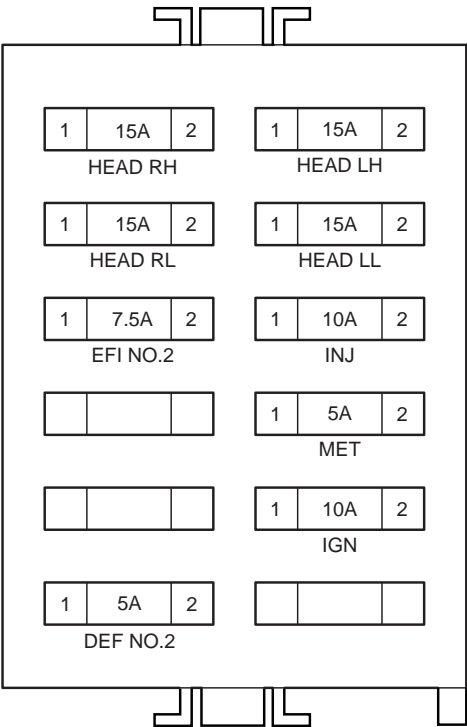 1 15A 2 1 15A 2
HEAD RH HEAD LH
1 15A 2 1 15A 2
HEAD RL HEAD LL
1 7.5A 2 1 10A 2
EFI NO.2 INJ
1 5A 2
MET
1 10A 2
IGN
1 5A 2
DEF NO.2